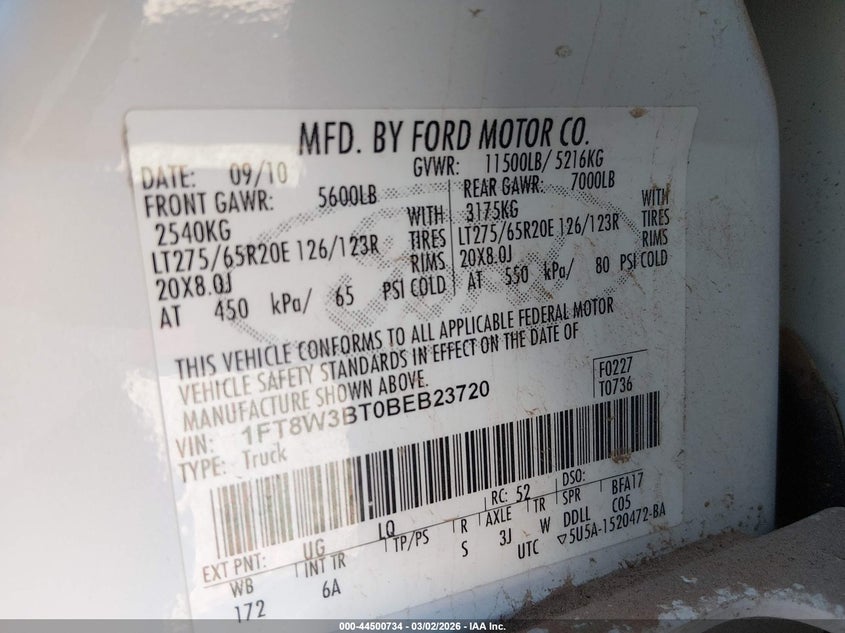 MFD. BY FORD MOTOR CO.
DATE: 09/10 GVWR: 11500LB/ 5216KG
FRONT GAWR: 5600LB REAR GAWR: 7000LB
2540KG WITH 3175KG WITH
LT275/65R20E 126/123R TIRES LT275/65R20E 126/123R TIRES
20X8.0J RIMS 20X8.0J RIMS
AT 450 kPa/ 65 PSI COLD AT 550 kPa/ 80 PSI COLD
THIS VEHICLE CONFORMS TO ALL APPLICABLE FEDERAL MOTOR
VEHICLE SAFETY STANDARDS IN EFFECT ON THE DATE OF
MANUFACTURE SHOWN ABOVE.
F0227
T0736
VIN: 1FT8W3BT0BEB23720
TYPE: Truck
RC: 52 DSO:
EXT PNT: UG LQ
WB INT TR TP/PS R AXLE TR SPR BFA17
172 6A S 3J W DDLL C05
UTC ▽5U5A-1520472-BA
000-44500734 - 03/02/2026 - IAA Inc.